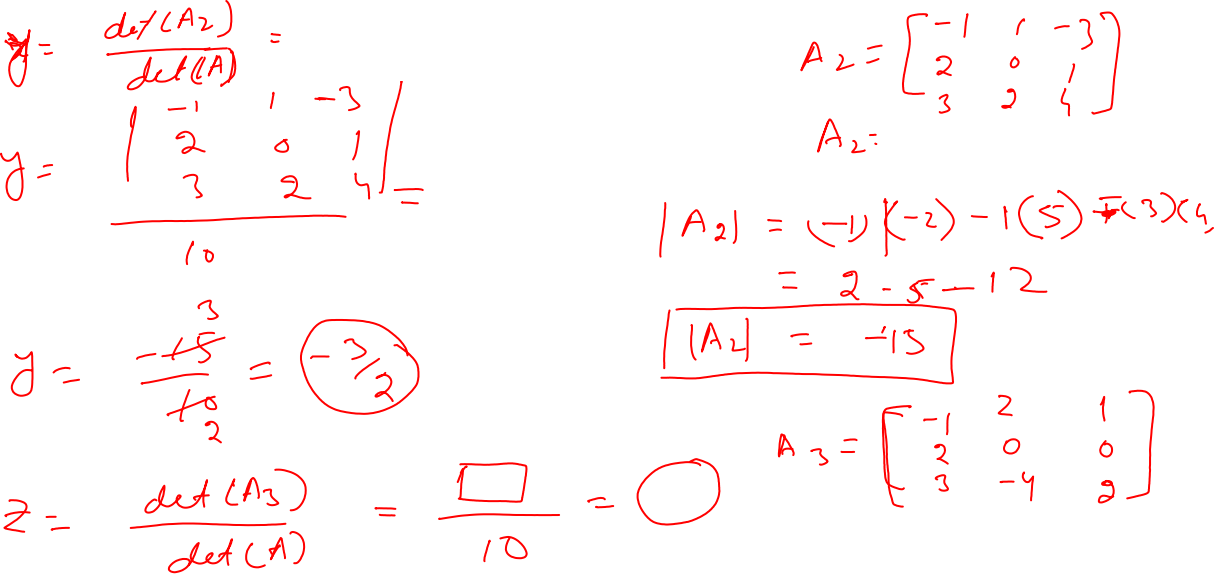 y = det(A2) / det(A) =
y = | -1 1 -3 | =
2 0 1
3 2 4
10
3
y = -15 / 10 = -3/2
2
z = det(A3) / det(A) = □ / 10 = ◯
A2 = [ -1 1 -3 ]
2 0 1
3 2 4
A2 =
|A2| = (-1)(-2) - 1(5) + (-3)(4)
= 2 - 5 - 12
|A2| = -15
A3 = [ -1 2 1 ]
2 0 0
3 -4 2